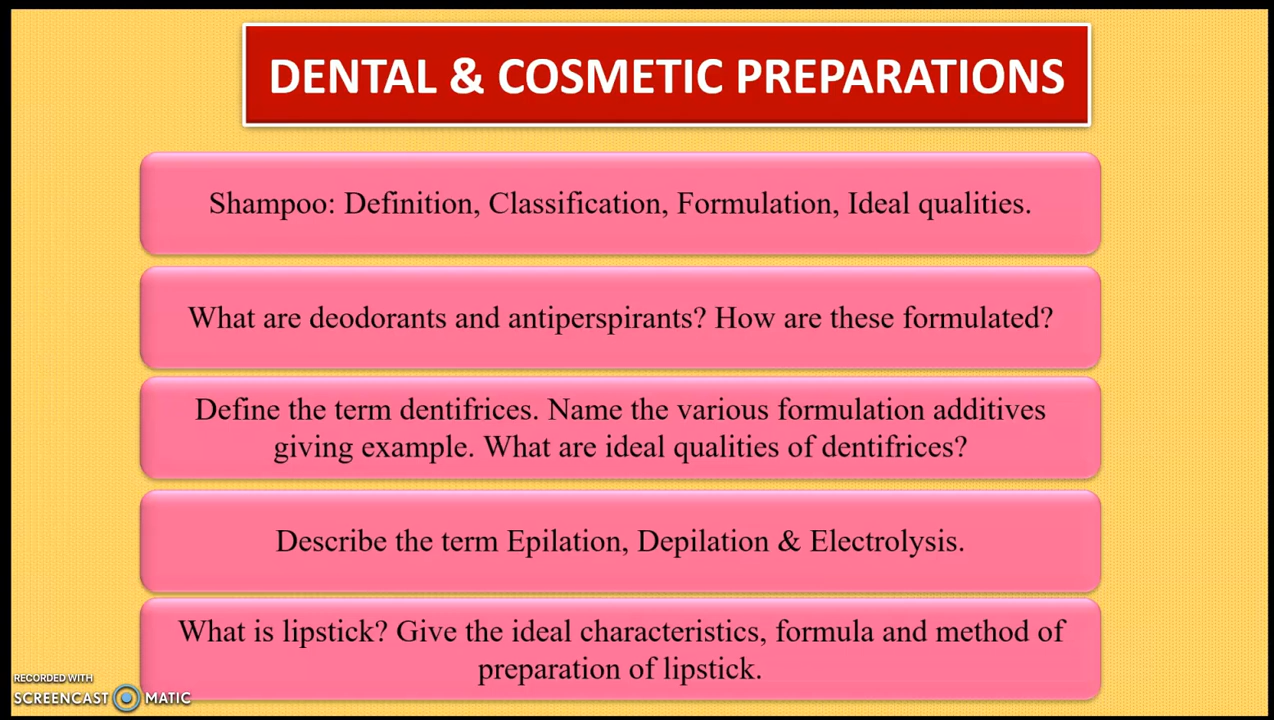 DENTAL & COSMETIC PREPARATIONS
Shampoo: Definition, Classification, Formulation, Ideal qualities.
What are deodorants and antiperspirants? How are these formulated?
Define the term dentifrices. Name the various formulation additives
giving example. What are ideal qualities of dentifrices?
Describe the term Epilation, Depilation & Electrolysis.
What is lipstick? Give the ideal characteristics, formula and method of
preparation of lipstick.
RECORDED WITH
SCREENCAST MATIC